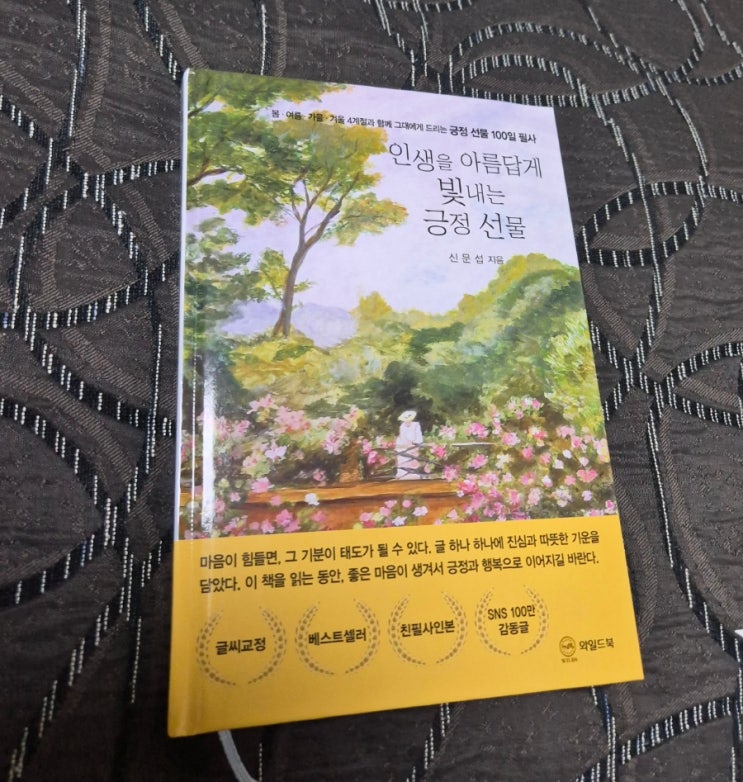 봄·여름·가을·겨울 4계절과 함께 그대에게 드리는 긍정 선물 100일 필사
인생을 아름답게
빛내는
긍정 선물
신문섭 지음
마음이 힘들면, 그 기분이 태도가 될 수 있다. 글 하나 하나에 진심과 따뜻한 기운을
담았다. 이 책을 읽는 동안, 좋은 마음이 생겨서 긍정과 행복으로 이어지길 바란다.
글씨교정
베스트셀러
친필사인본
SNS 100만
감동글
와일드북